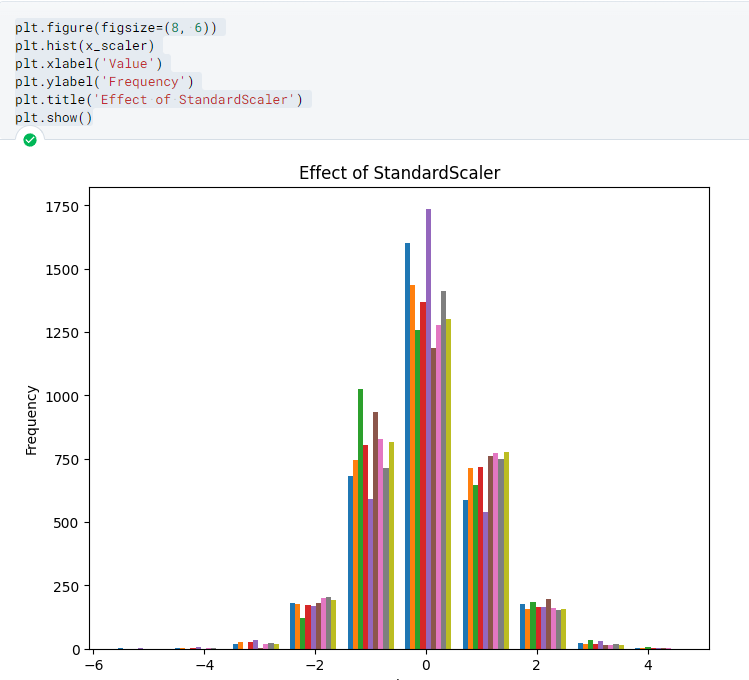 plt.figure(figsize=(8, 6))
plt.hist(x_scaler)
plt.xlabel('Value')
plt.ylabel('Frequency')
plt.title('Effect of StandardScaler')
plt.show()
Effect of StandardScaler
1750
1500
1250
1000
750
500
250
0
Frequency
−6 −4 −2 0 2 4